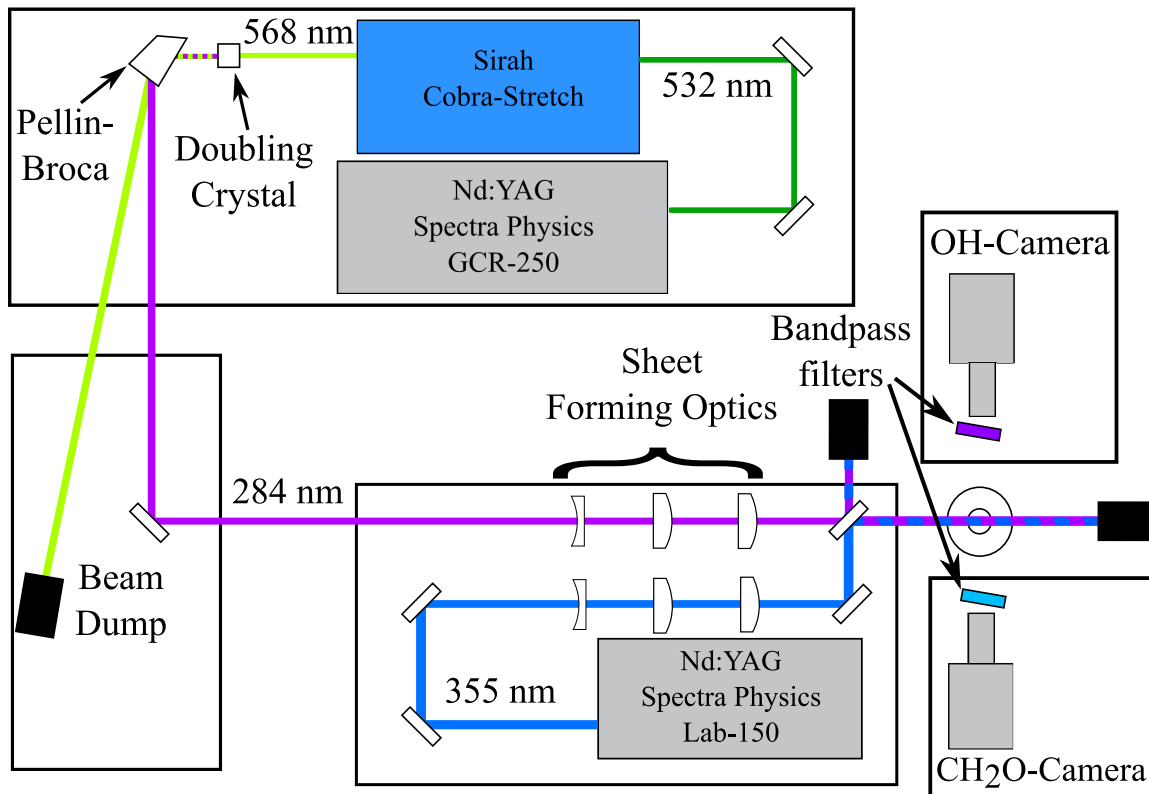 568 nm
Sirah
Cobra-Stretch
532 nm
Pellin-
Broca
Doubling
Crystal
Nd:YAG
Spectra Physics
GCR-250
OH-Camera
Bandpass
filters
Sheet
Forming Optics
284 nm
Beam
Dump
355 nm
Nd:YAG
Spectra Physics
Lab-150
CH2O-Camera